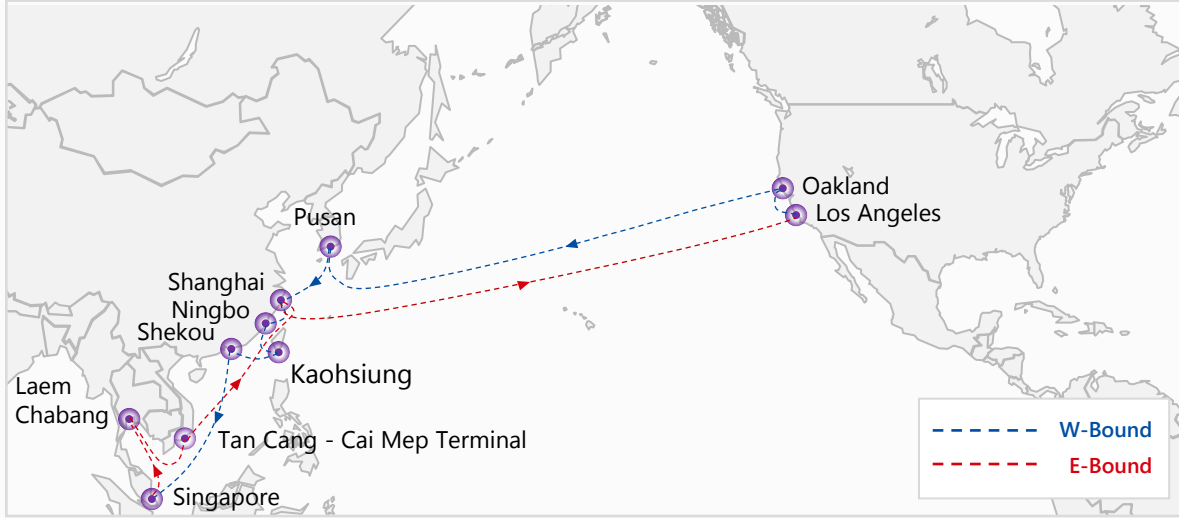 Oakland
Los Angeles
Pusan
Shanghai
Ningbo
Shekou
Kaohsiung
Laem
Chabang
Tan Cang - Cai Mep Terminal
Singapore
W-Bound
E-Bound